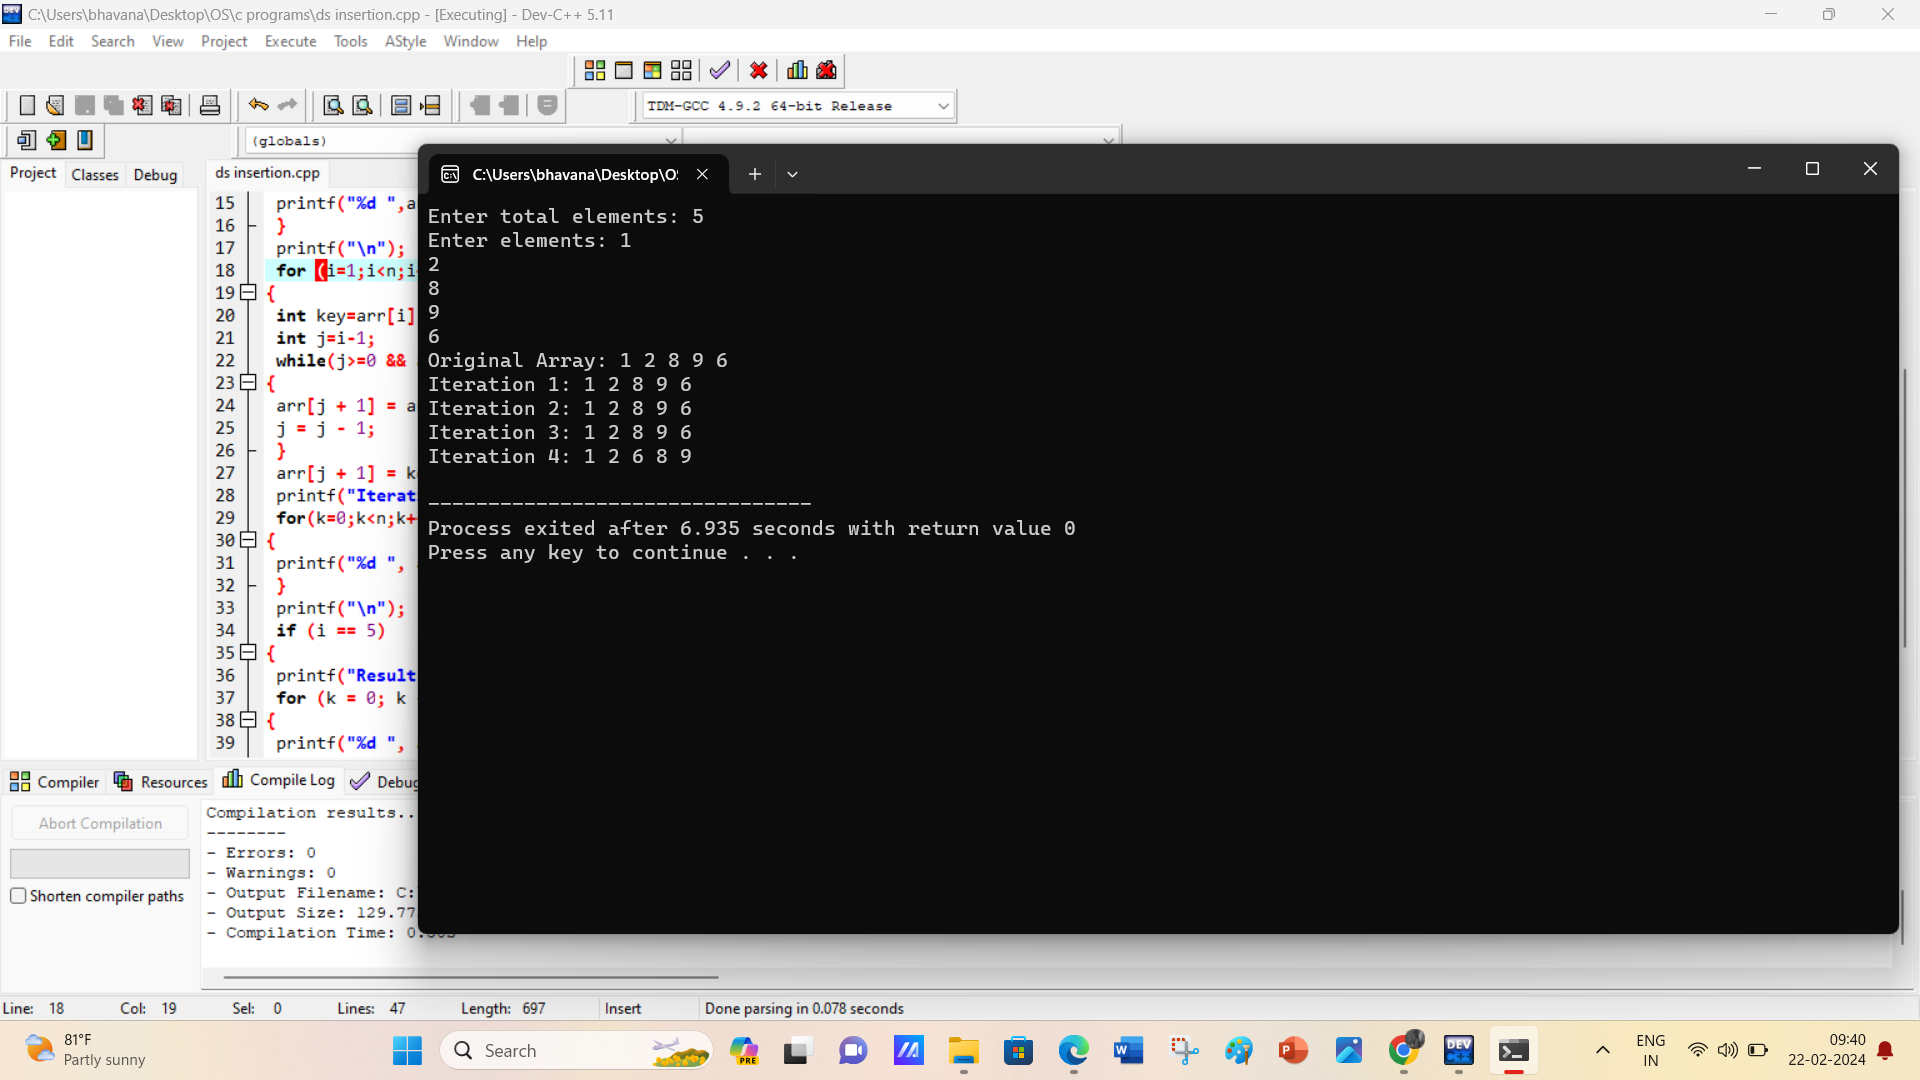 C:\Users\bhavana\Desktop\OS\c programs\ds insertion.cpp - [Executing] - Dev-C++ 5.11
File Edit Search View Project Execute Tools AStyle Window Help
TDM-GCC 4.9.2 64-bit Release
(globals)
Project Classes Debug
ds insertion.cpp
15 printf("%d ",a
16 }
17 printf("\n");
18 for (i=1;i<n;i
19 {
20 int key=arr[i]
21 int j=i-1;
22 while(j>=0 &&
23 {
24 arr[j + 1] = a
25 j = j - 1;
26 }
27 arr[j + 1] = k
28 printf("Iterat
29 for(k=0;k<n;k+
30 {
31 printf("%d ",
32 }
33 printf("\n");
34 if (i == 5)
35 {
36 printf("Result
37 for (k = 0; k
38 {
39 printf("%d ",
C:\Users\bhavana\Desktop\O
Enter total elements: 5
Enter elements: 1
2
8
9
6
Original Array: 1 2 8 9 6
Iteration 1: 1 2 8 9 6
Iteration 2: 1 2 8 9 6
Iteration 3: 1 2 8 9 6
Iteration 4: 1 2 6 8 9
--------------------------------
Process exited after 6.935 seconds with return value 0
Press any key to continue . . .
Compiler Resources Compile Log Debug
Abort Compilation
Shorten compiler paths
Compilation results..
--------
- Errors: 0
- Warnings: 0
- Output Filename: C:
- Output Size: 129.77
- Compilation Time: 0.
Line: 18 Col: 19 Sel: 0 Lines: 47 Length: 697 Insert Done parsing in 0.078 seconds
81°F
Partly sunny
Search
PRE
DEV C++
ENG
IN
09:40
22-02-2024